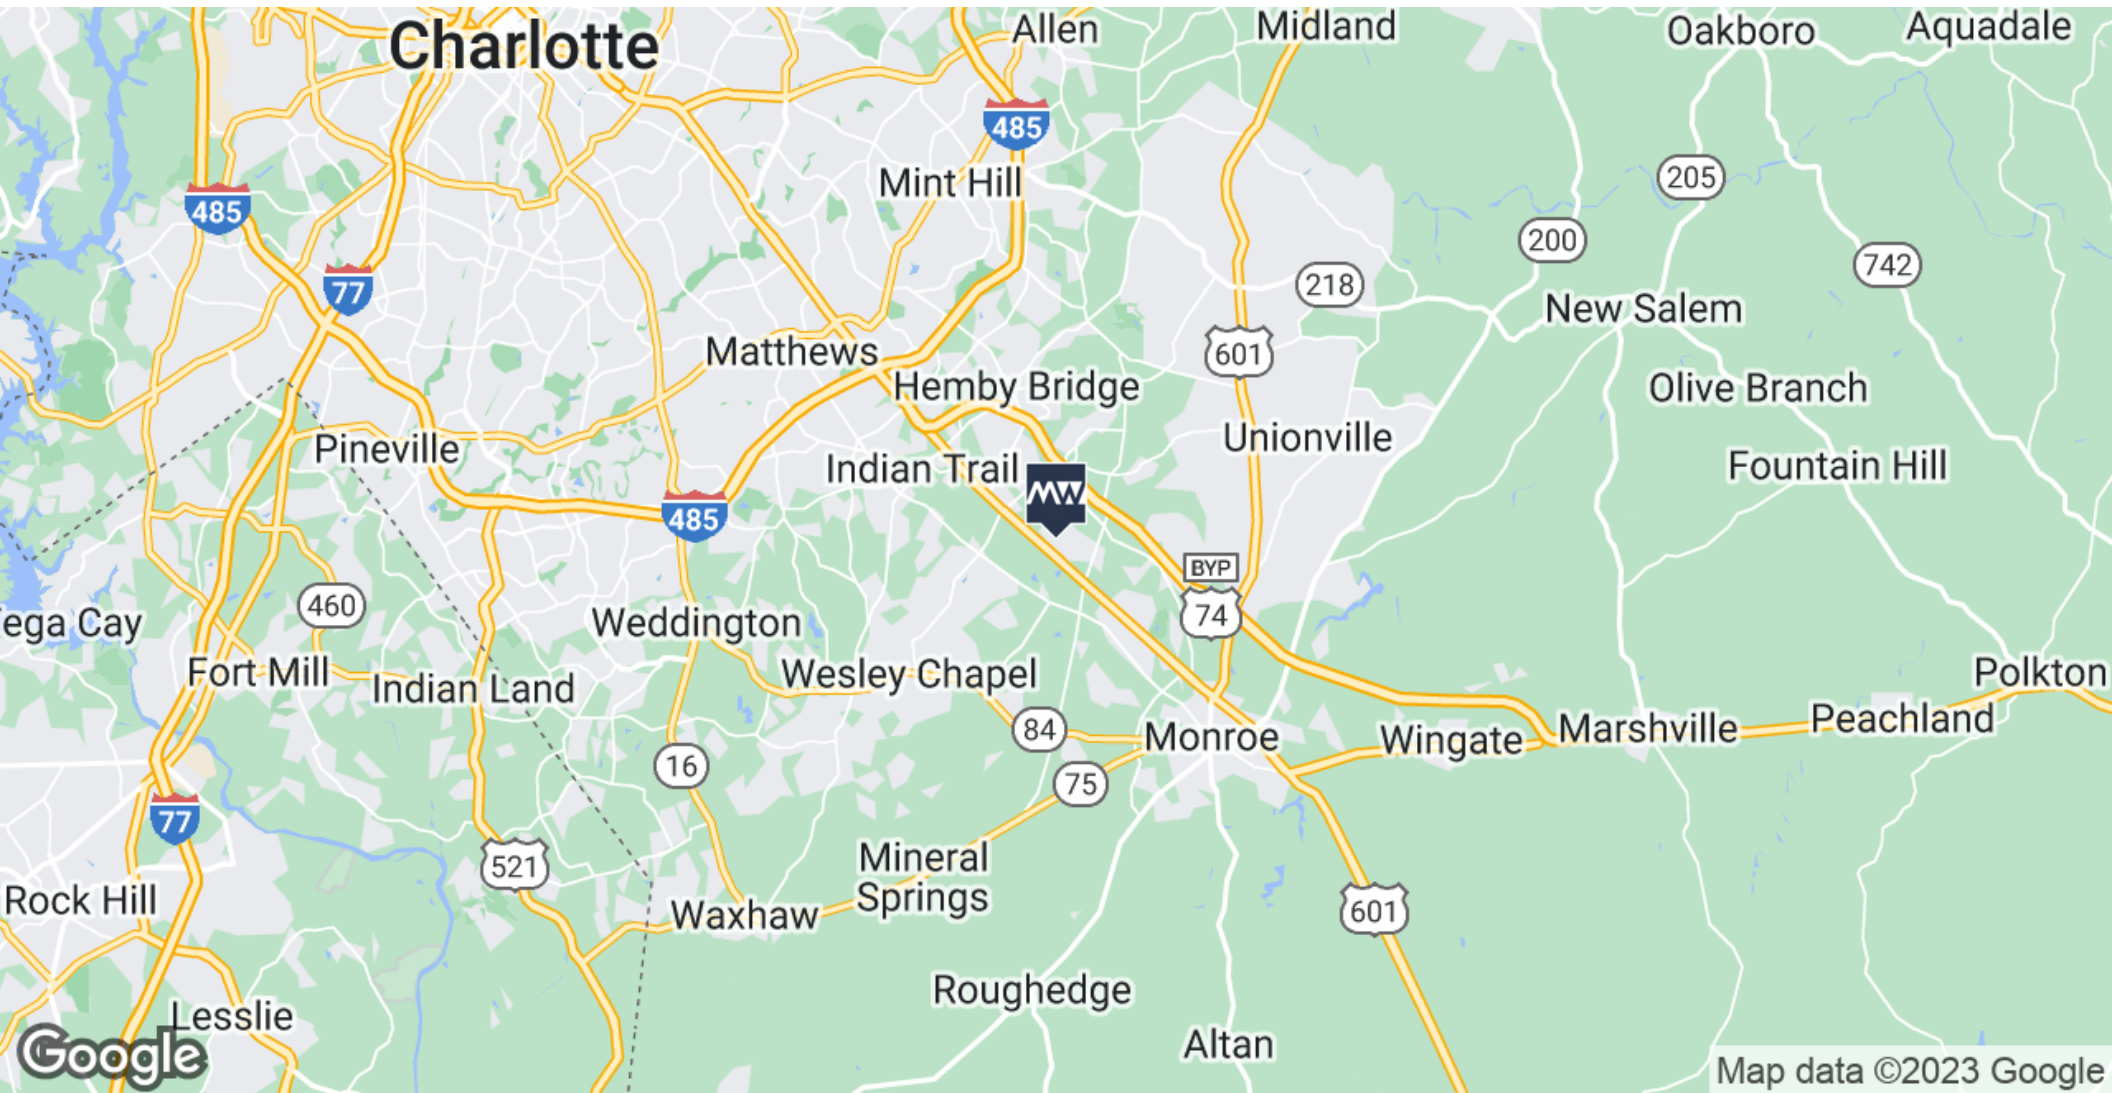 Charlotte
Allen
Midland
Oakboro
Aquadale
485
Mint Hill
205
485
200
742
77
218
New Salem
601
Matthews
Hemby Bridge
Olive Branch
Unionville
Pineville
Indian Trail
Fountain Hill
MW
485
BYP
74
460
ega Cay
Weddington
Fort Mill
Indian Land
Wesley Chapel
Polkton
84
Monroe
Wingate
Marshville
Peachland
16
75
77
521
Mineral
Springs
Rock Hill
Waxhaw
601
Roughedge
Lesslie
Altan
Google
Map data ©2023 Google